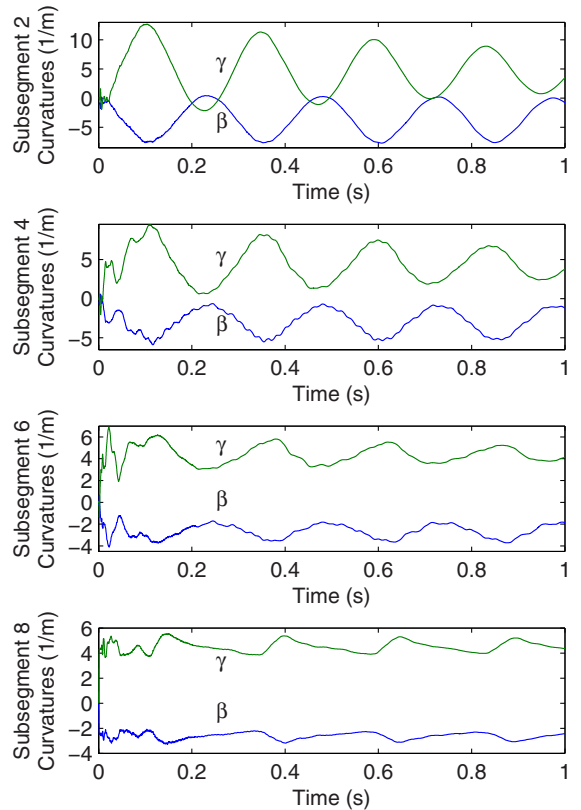 Subsegment 2
Curvatures (1/m)
10
5
0
−5
γ
β
0 0.2 0.4 0.6 0.8 1
Time (s)
Subsegment 4
Curvatures (1/m)
5
0
−5
γ
β
0 0.2 0.4 0.6 0.8 1
Time (s)
Subsegment 6
Curvatures (1/m)
6
4
2
0
−2
−4
γ
β
0 0.2 0.4 0.6 0.8 1
Time (s)
Subsegment 8
Curvatures (1/m)
6
4
2
0
−2
−4
γ
β
0 0.2 0.4 0.6 0.8 1
Time (s)